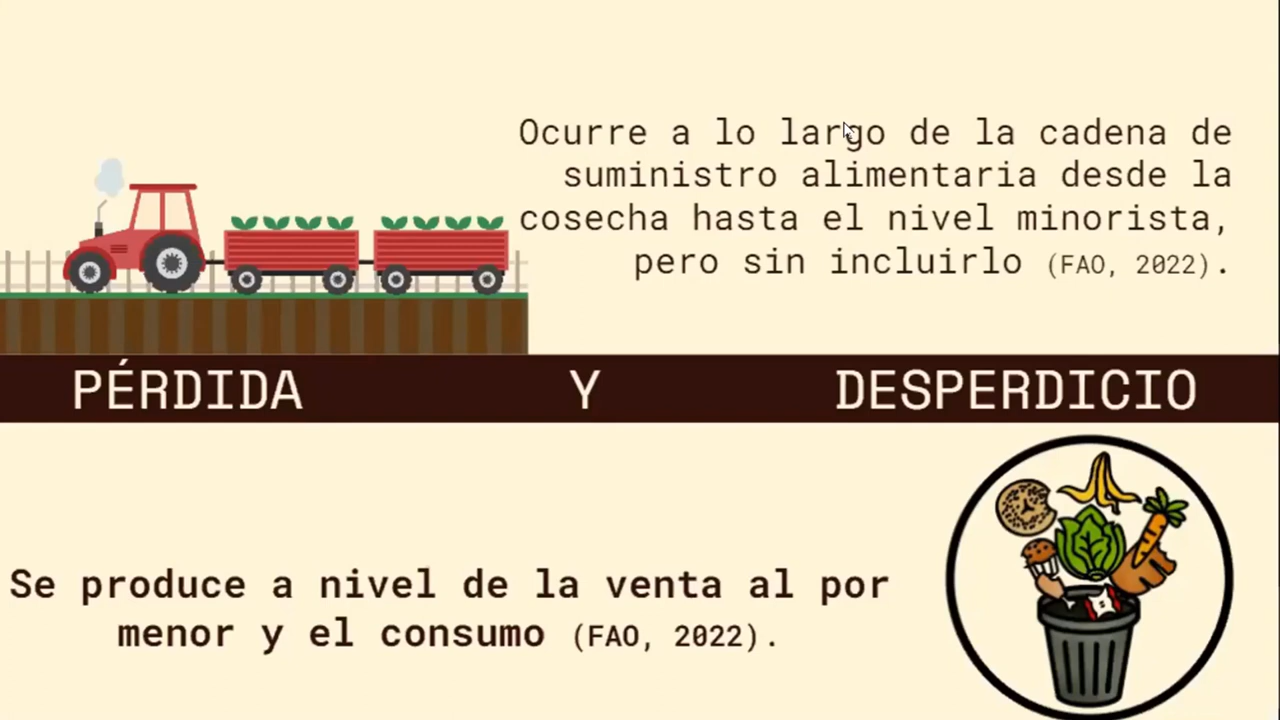 Ocurre a lo largo de la cadena de
suministro alimentaria desde la
cosecha hasta el nivel minorista,
pero sin incluirlo (FAO, 2022).
PÉRDIDA Y DESPERDICIO
Se produce a nivel de la venta al por
menor y el consumo (FAO, 2022).